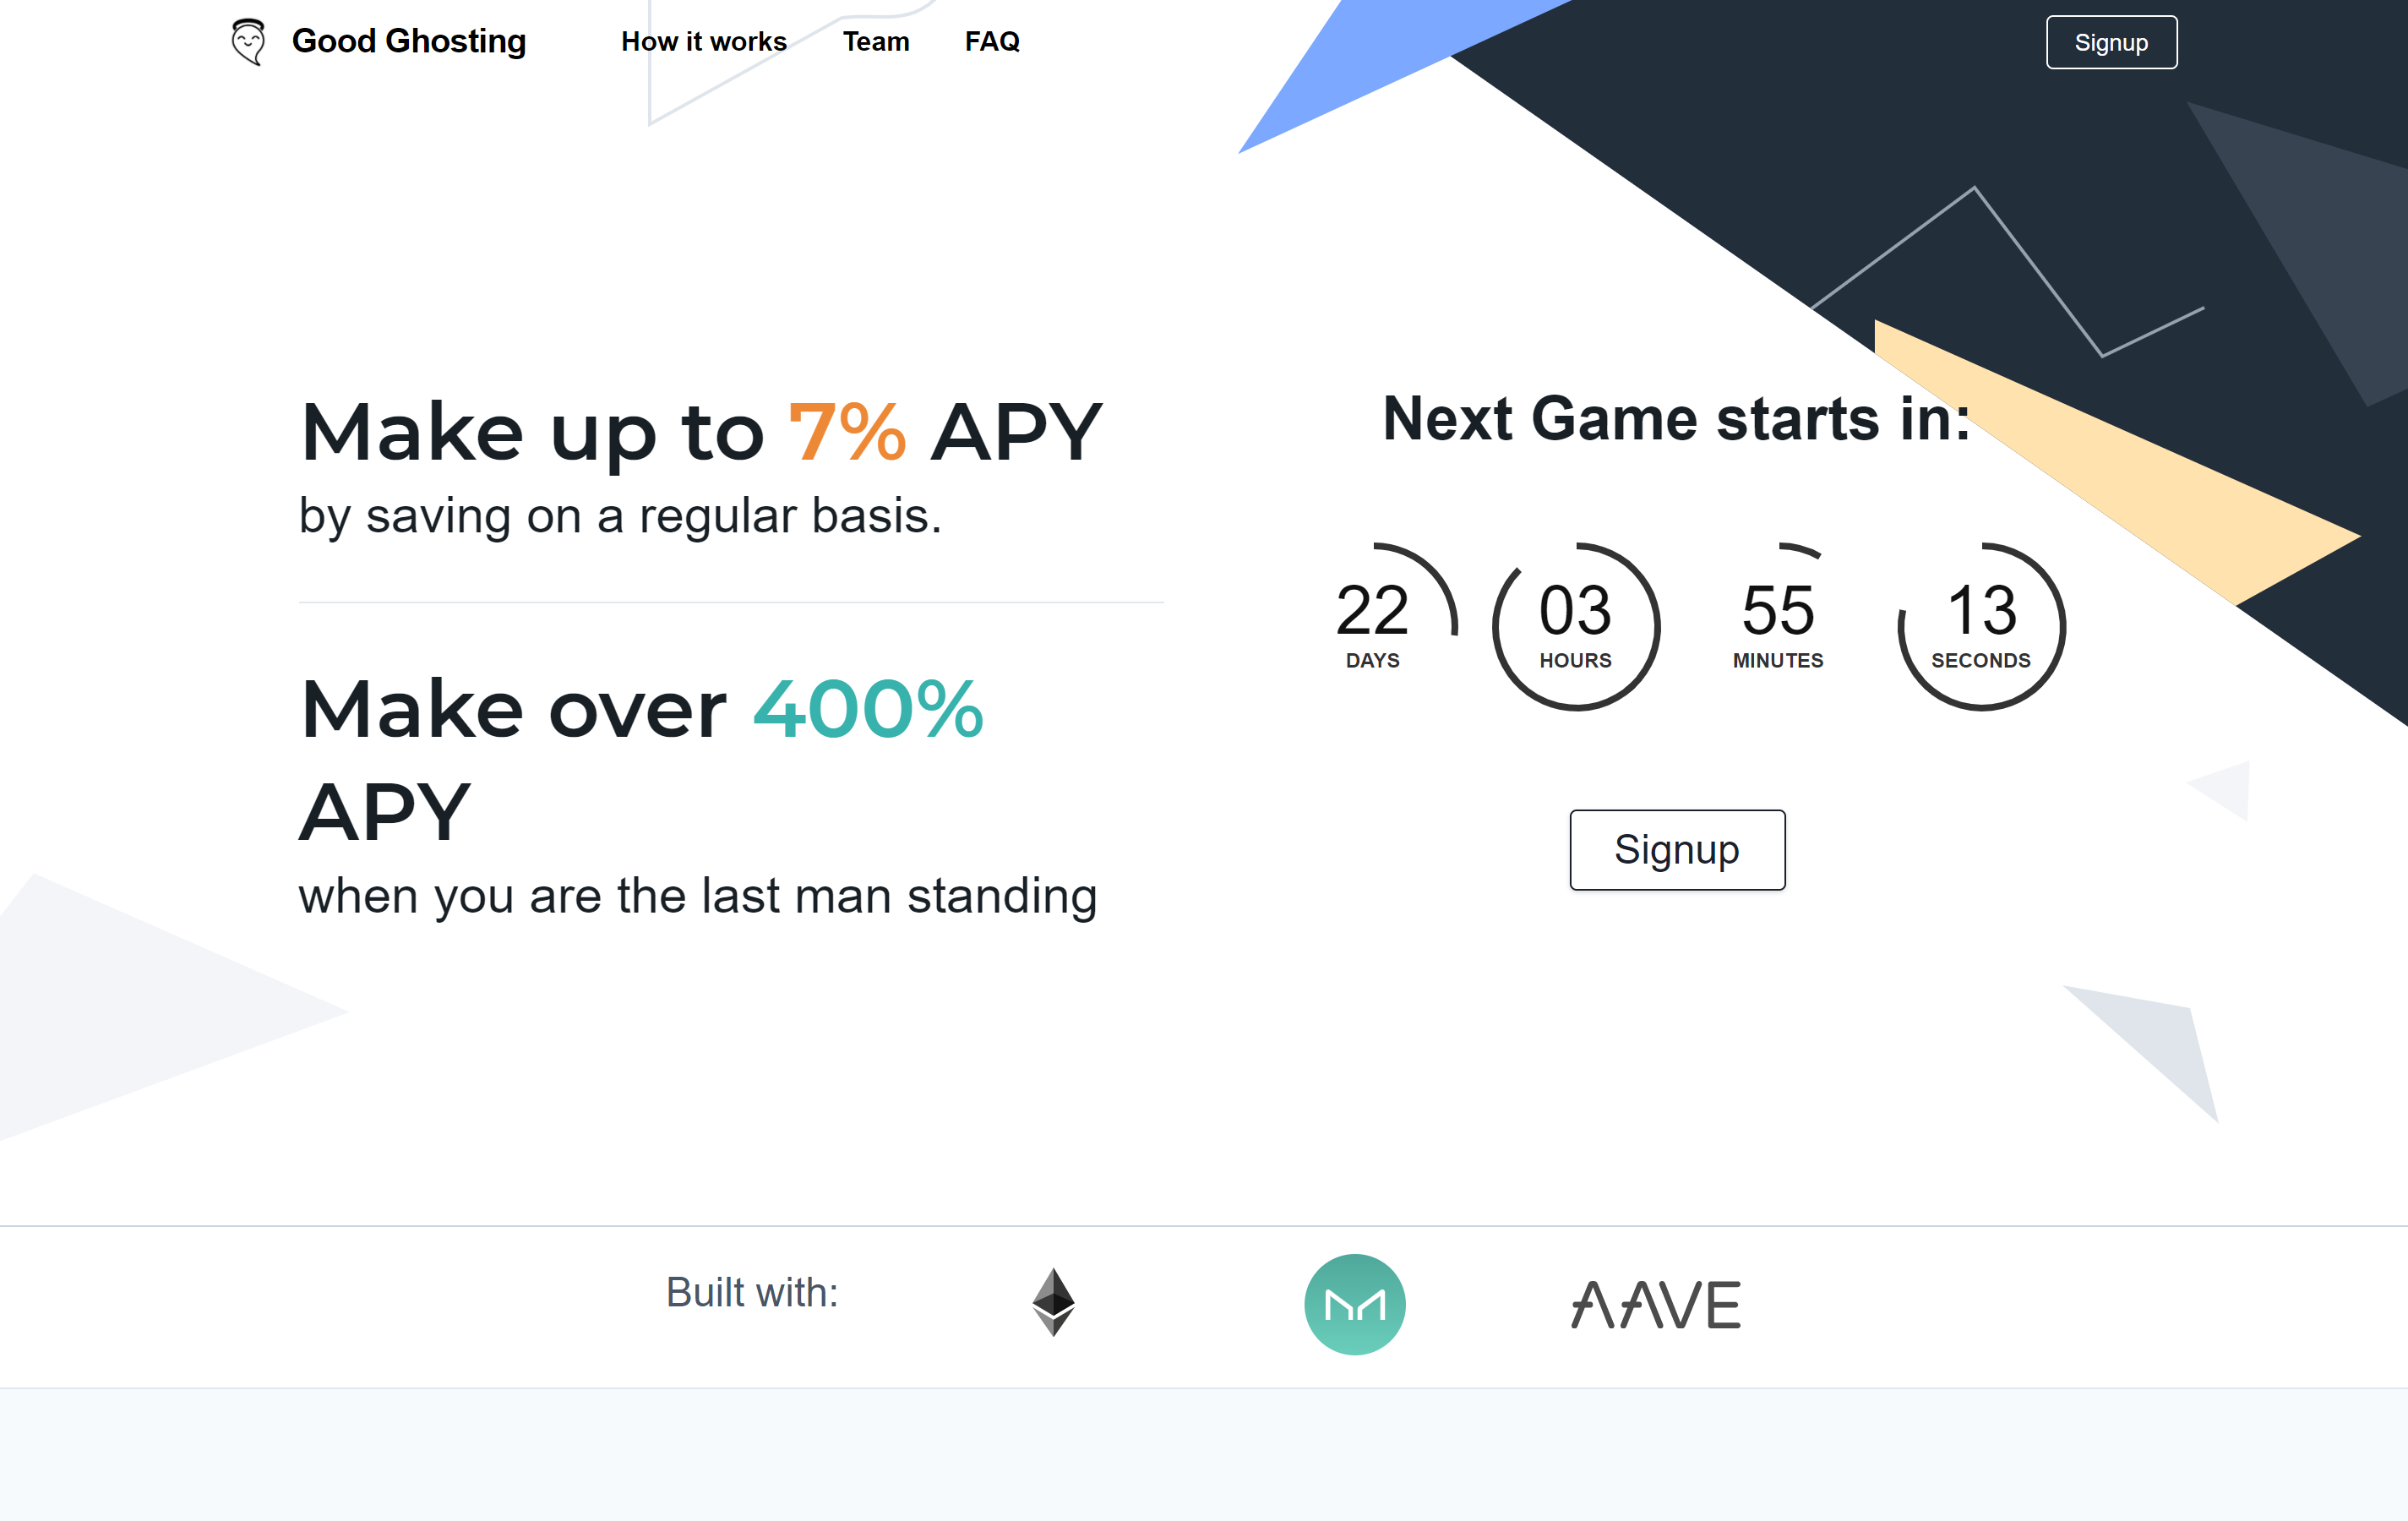 Good Ghosting
How it works
Team
FAQ
Signup
Make up to 7% APY
by saving on a regular basis.
Make over 400%
APY
when you are the last man standing
Next Game starts in:
22
DAYS
03
HOURS
55
MINUTES
13
SECONDS
Signup
Built with:
AAVE